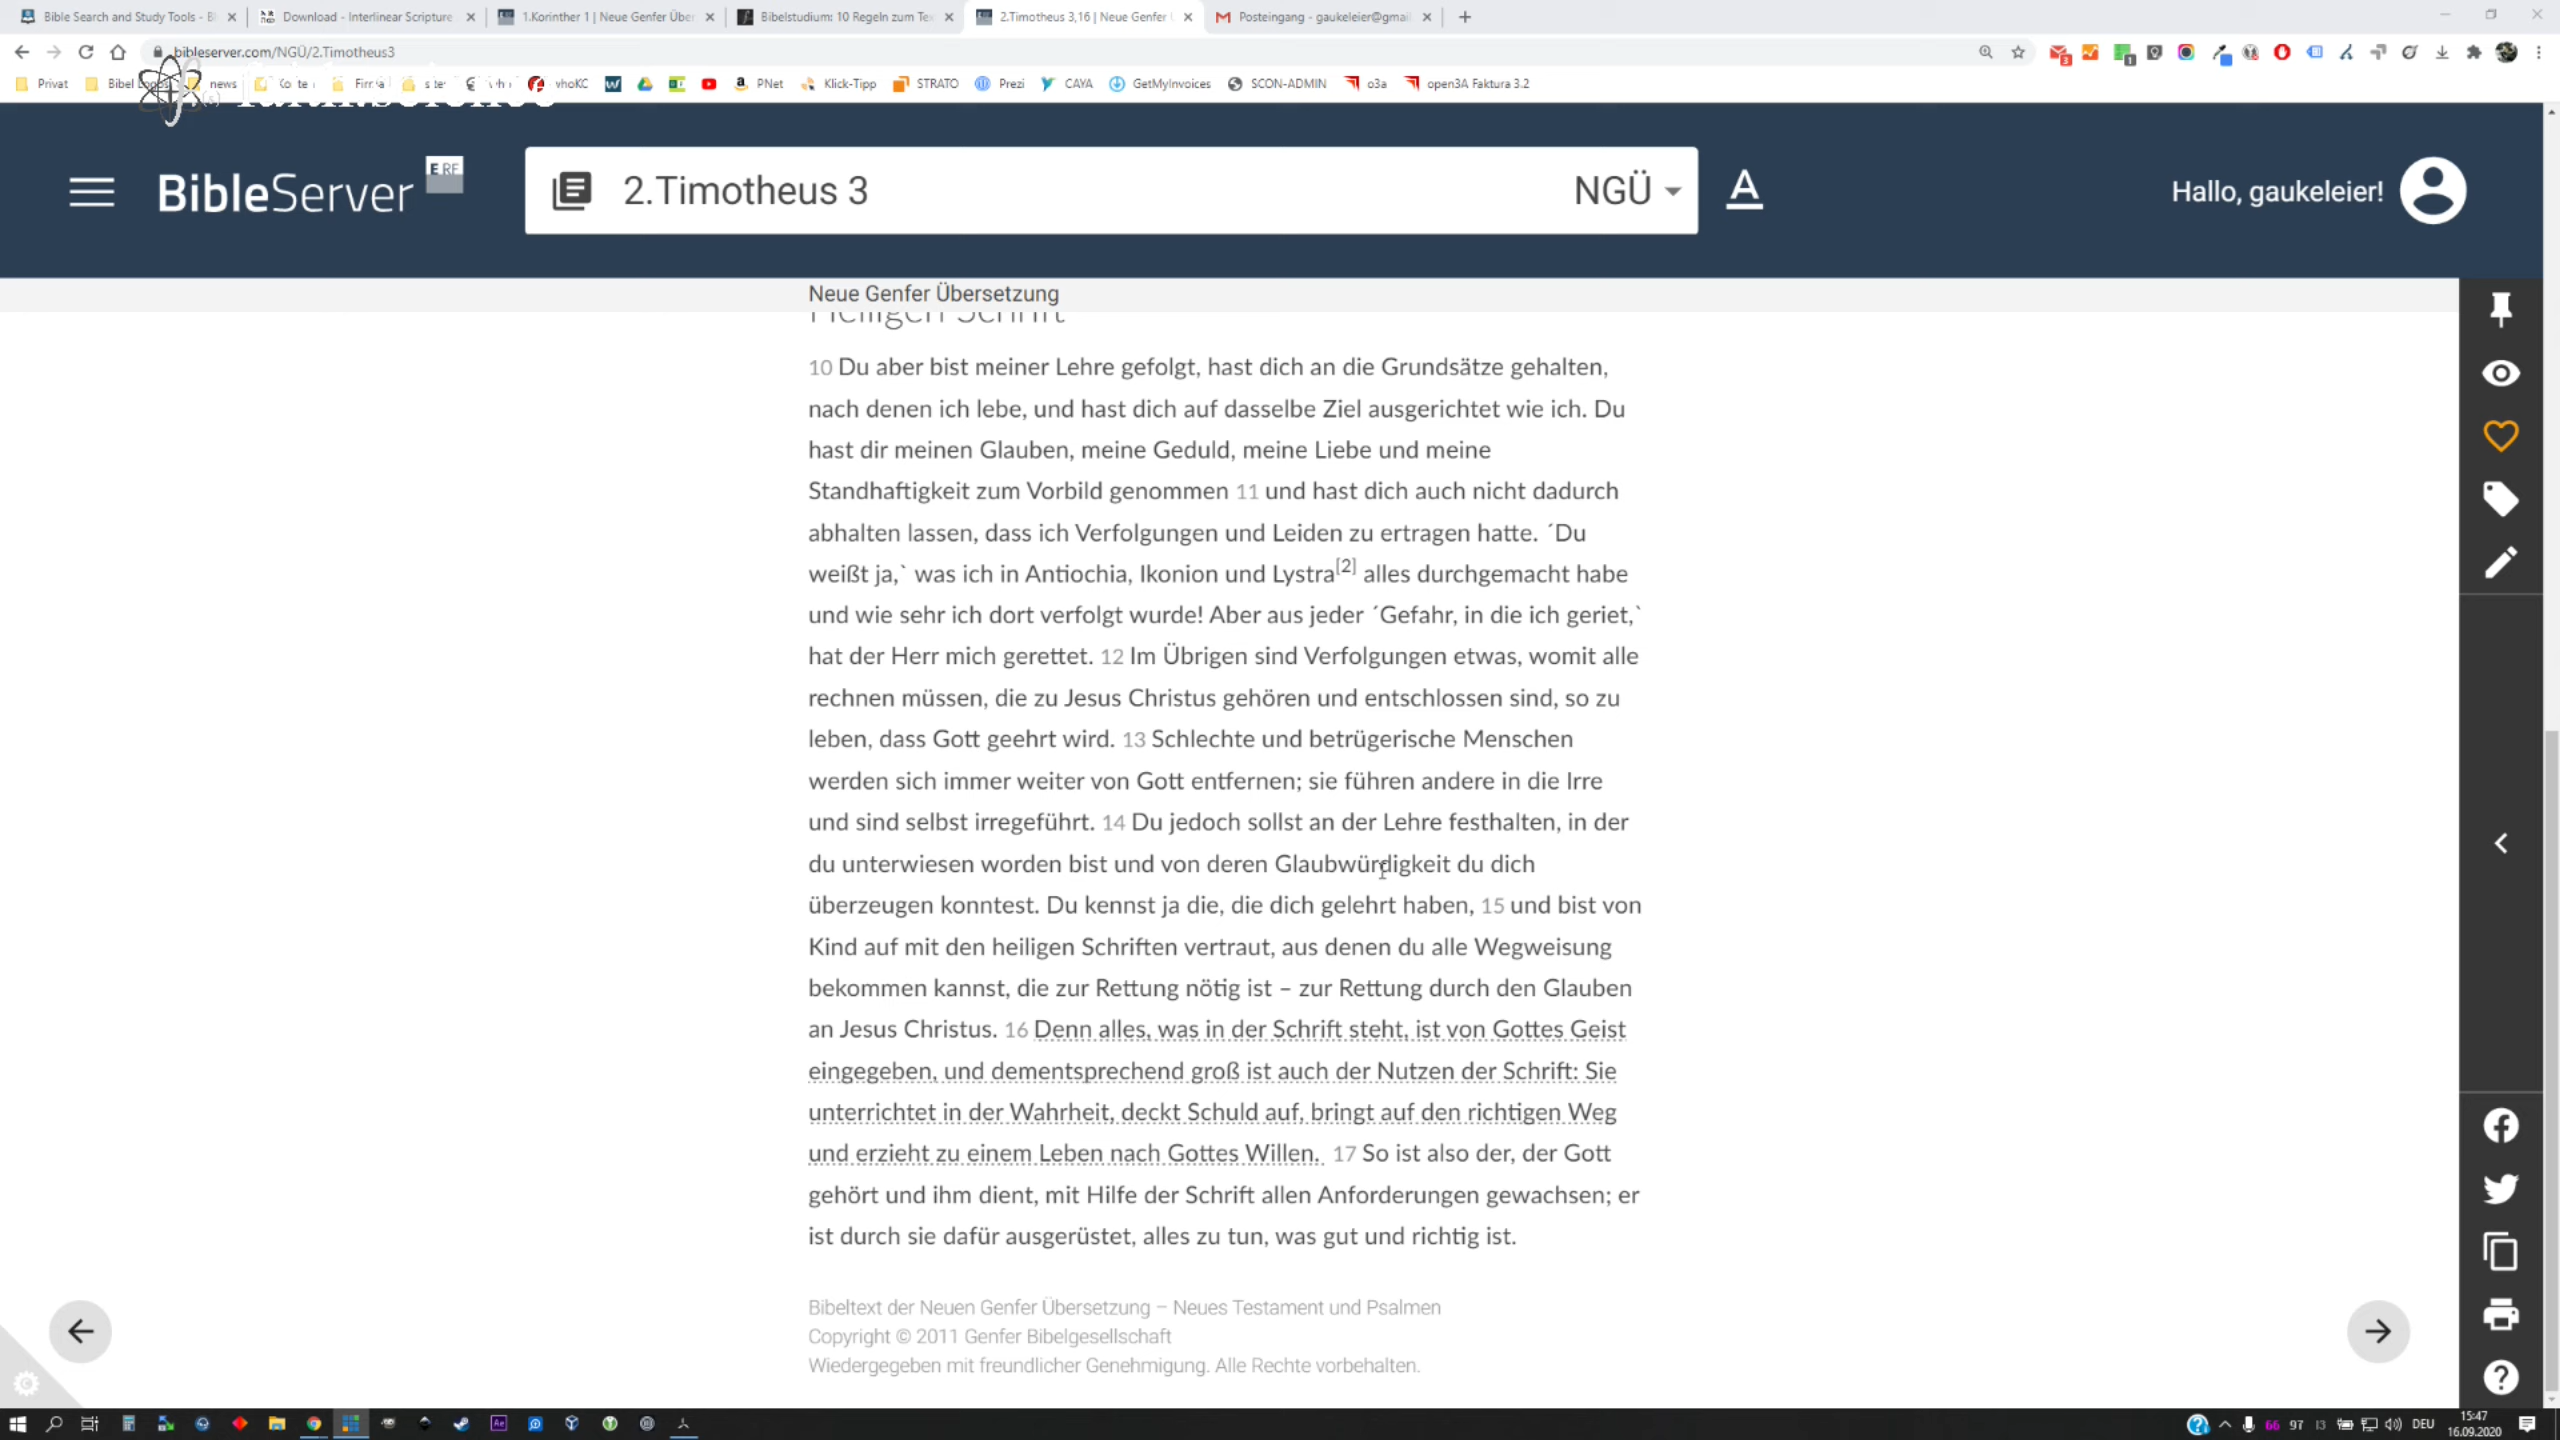 Bible Search and Study Tools - Bl
Download - Interlinear Scripture
1.Korinther 1 | Neue Genfer Über
Bibelstudium: 10 Regeln zum Tex
2.Timotheus 3,16 | Neue Genfer
Posteingang - gaukeleier@gmail
bibleserver.com/NGÜ/2.Timotheus3
Privat
Bibel Logos
news
vhoKC
PNet
Klick-Tipp
STRATO
Prezi
CAYA
GetMyInvoices
SCON-ADMIN
o3a
open3A Faktura 3.2
faith.science
BibleServer
ERF
2.Timotheus 3
NGÜ
A
Hallo, gaukeleier!
Neue Genfer Übersetzung
Heiligen Schrift
10 Du aber bist meiner Lehre gefolgt, hast dich an die Grundsätze gehalten,
nach denen ich lebe, und hast dich auf dasselbe Ziel ausgerichtet wie ich. Du
hast dir meinen Glauben, meine Geduld, meine Liebe und meine
Standhaftigkeit zum Vorbild genommen 11 und hast dich auch nicht dadurch
abhalten lassen, dass ich Verfolgungen und Leiden zu ertragen hatte. ´Du
weißt ja,` was ich in Antiochia, Ikonion und Lystra[2] alles durchgemacht habe
und wie sehr ich dort verfolgt wurde! Aber aus jeder ´Gefahr, in die ich geriet,`
hat der Herr mich gerettet. 12 Im Übrigen sind Verfolgungen etwas, womit alle
rechnen müssen, die zu Jesus Christus gehören und entschlossen sind, so zu
leben, dass Gott geehrt wird. 13 Schlechte und betrügerische Menschen
werden sich immer weiter von Gott entfernen; sie führen andere in die Irre
und sind selbst irregeführt. 14 Du jedoch sollst an der Lehre festhalten, in der
du unterwiesen worden bist und von deren Glaubwürdigkeit du dich
überzeugen konntest. Du kennst ja die, die dich gelehrt haben, 15 und bist von
Kind auf mit den heiligen Schriften vertraut, aus denen du alle Wegweisung
bekommen kannst, die zur Rettung nötig ist – zur Rettung durch den Glauben
an Jesus Christus. 16 Denn alles, was in der Schrift steht, ist von Gottes Geist
eingegeben, und dementsprechend groß ist auch der Nutzen der Schrift: Sie
unterrichtet in der Wahrheit, deckt Schuld auf, bringt auf den richtigen Weg
und erzieht zu einem Leben nach Gottes Willen. 17 So ist also der, der Gott
gehört und ihm dient, mit Hilfe der Schrift allen Anforderungen gewachsen; er
ist durch sie dafür ausgerüstet, alles zu tun, was gut und richtig ist.
Bibeltext der Neuen Genfer Übersetzung – Neues Testament und Psalmen
Copyright © 2011 Genfer Bibelgesellschaft
Wiedergegeben mit freundlicher Genehmigung. Alle Rechte vorbehalten.
66 97 13 DEU
15:47
16.09.2020